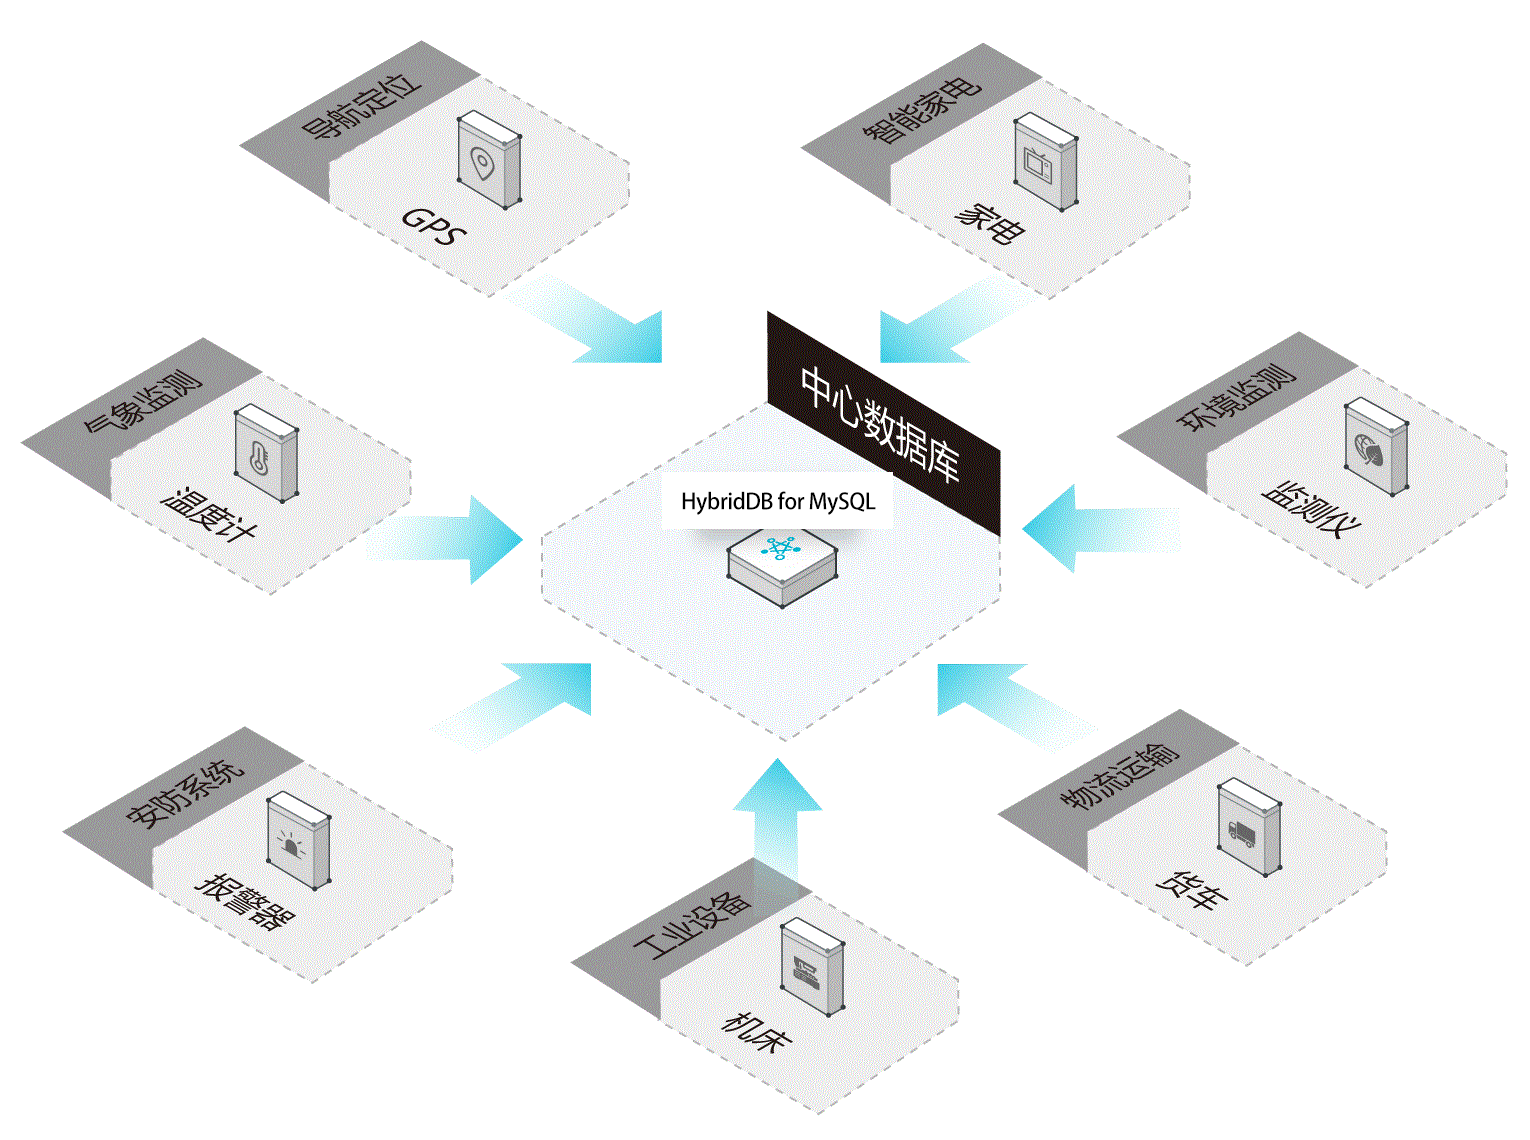 导航定位
GPS
智能家电
家电
气象监测
温度计
中心数据库
HybridDB for MySQL
环境监测
监测仪
安防系统
报警器
工业设备
机床
物流运输
货车